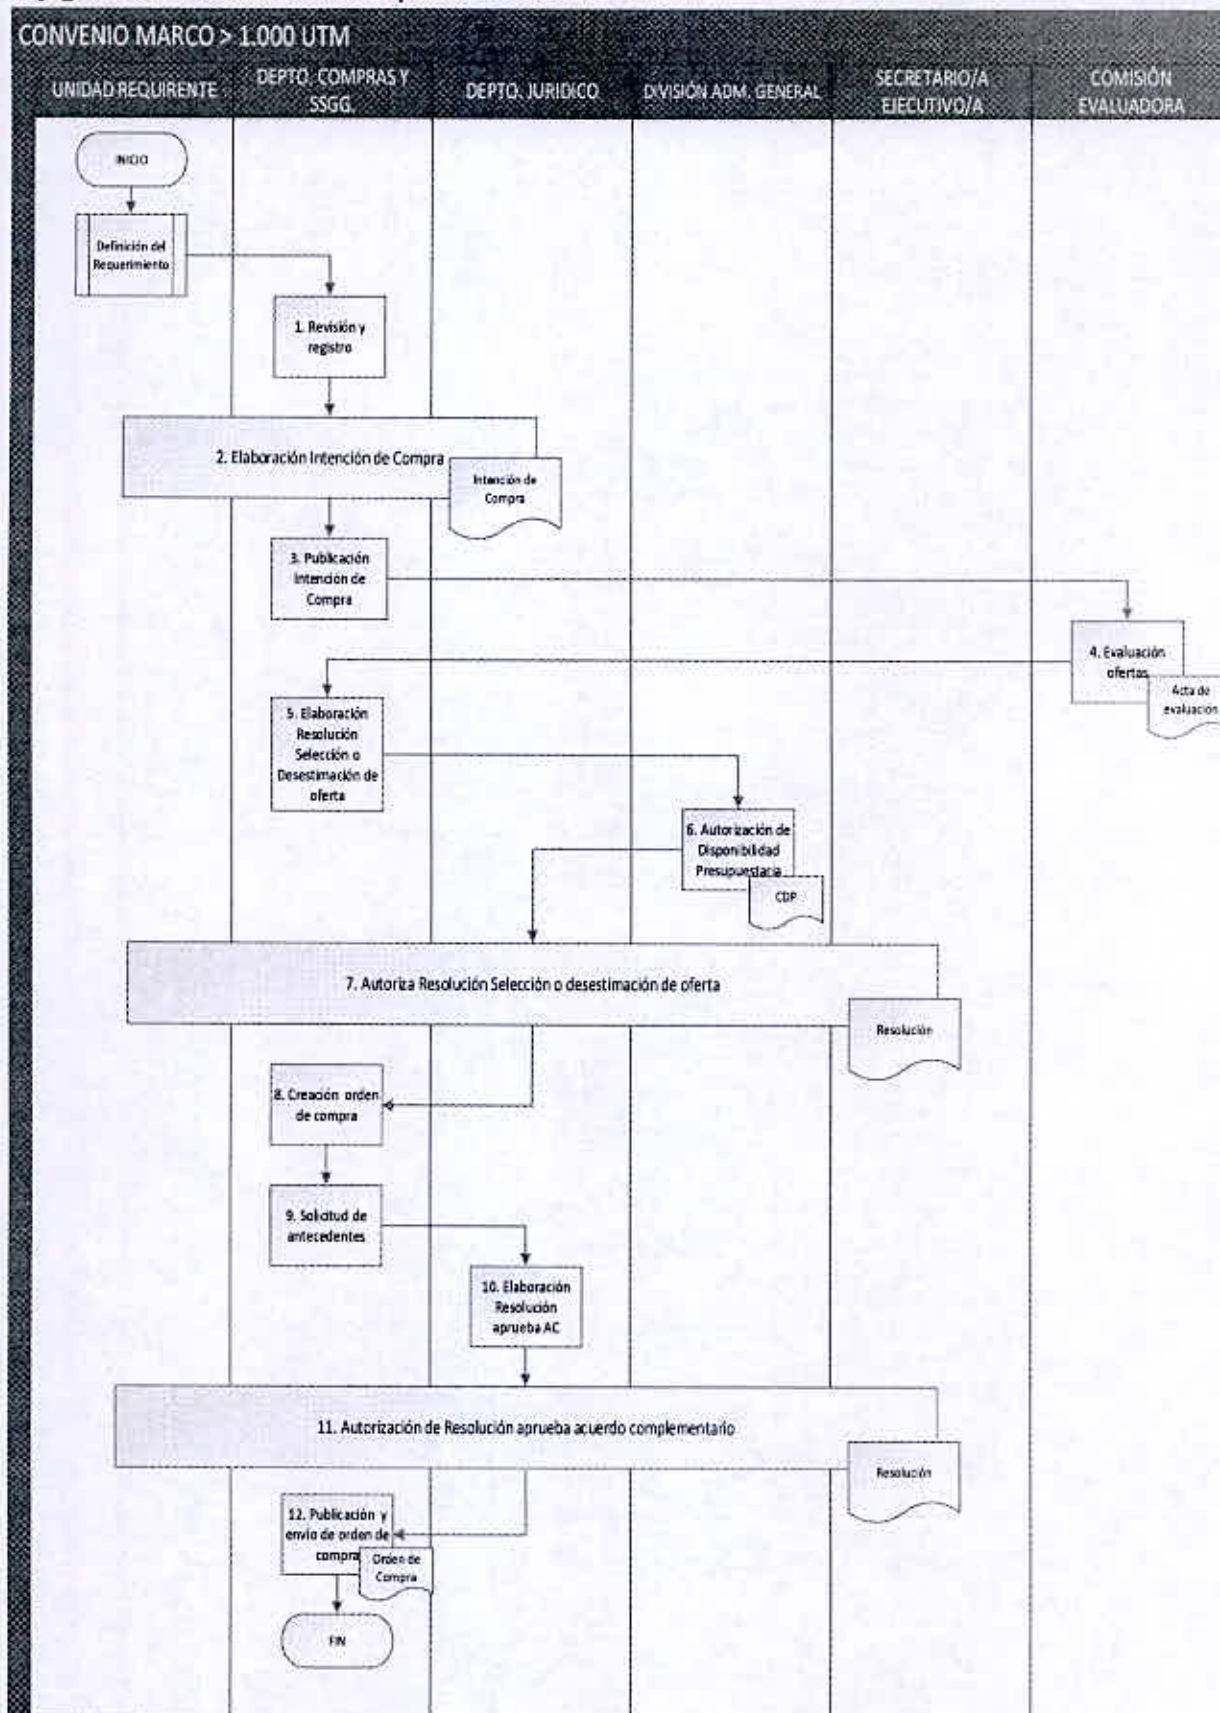 CONVENIO MARCO > 1.000 UTM
UNIDAD REQUIRENTE
DEPTO. COMPRAS Y
SSGG.
DEPTO. JURIDICO
DIVISIÓN ADM. GENERAL
SECRETARIO/A
EJECUTIVO/A
COMISIÓN
EVALUADORA
INICIO
Definición del
Requerimiento
1. Revisión y
registro
2. Elaboración Intención de Compra
Intención de
Compra
3. Publicación
Intención de
Compra
4. Evaluación
ofertas
Acta de
evaluación
5. Elaboración
Resolución
Selección o
Desestimación de
oferta
6. Autorización de
Disponibilidad
Presupuestaria
CDP
7. Autoriza Resolución Selección o desestimación de oferta
Resolución
8. Creación orden
de compra
9. Solicitud de
antecedentes
10. Elaboración
Resolución
aprueba AC
11. Autorización de Resolución aprueba acuerdo complementario
Resolución
12. Publicación y
envío de orden de
compra
Orden de
Compra
FIN